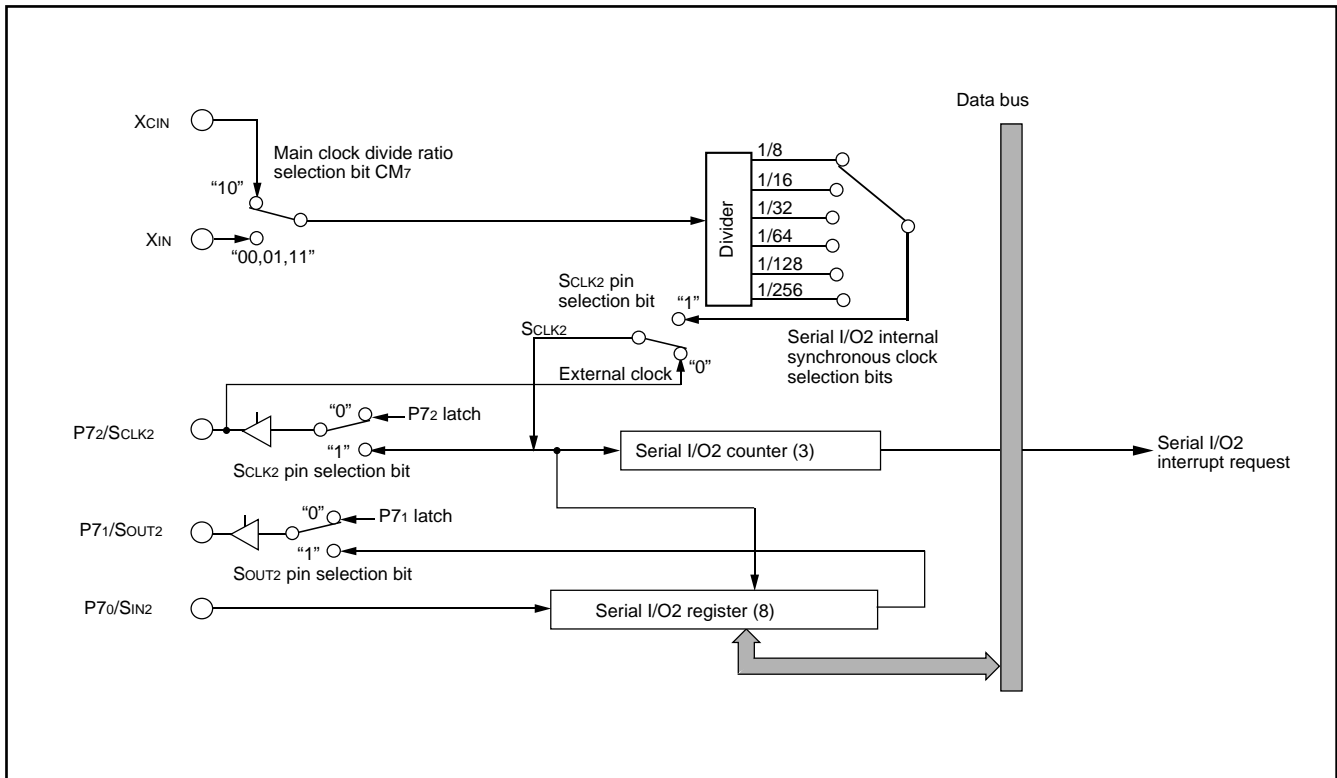 Data bus
XCIN
Main clock divide ratio
selection bit CM7
“10”
XIN
“00,01,11”
Divider
1/8
1/16
1/32
1/64
1/128
1/256
SCLK2 pin
selection bit
“1”
SCLK2
“0”
External clock
Serial I/O2 internal
synchronous clock
selection bits
P72/SCLK2
“0”
P72 latch
“1”
SCLK2 pin selection bit
Serial I/O2 counter (3)
Serial I/O2
interrupt request
P71/SOUT2
“0”
P71 latch
“1”
SOUT2 pin selection bit
P70/SIN2
Serial I/O2 register (8)